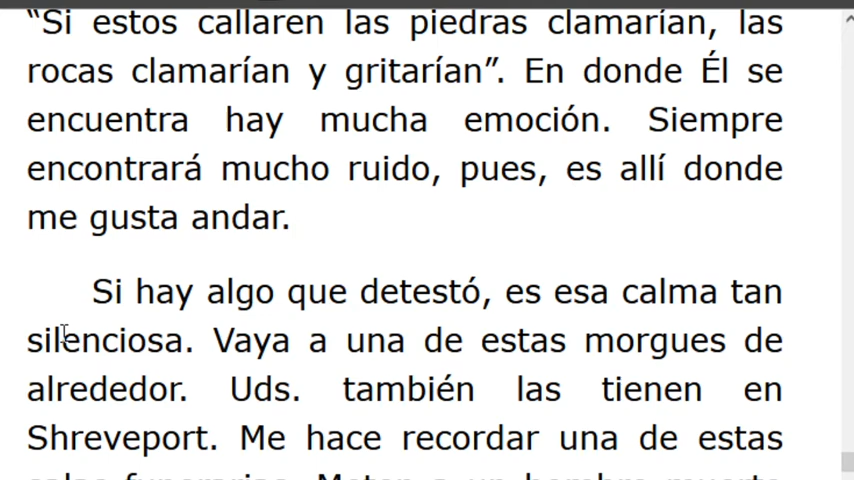 “Si estos callaren las piedras clamarían, las
rocas clamarían y gritarían”. En donde Él se
encuentra hay mucha emoción. Siempre
encontrará mucho ruido, pues, es allí donde
me gusta andar.
Si hay algo que detestó, es esa calma tan
silenciosa. Vaya a una de estas morgues de
alrededor. Uds. también las tienen en
Shreveport. Me hace recordar una de estas